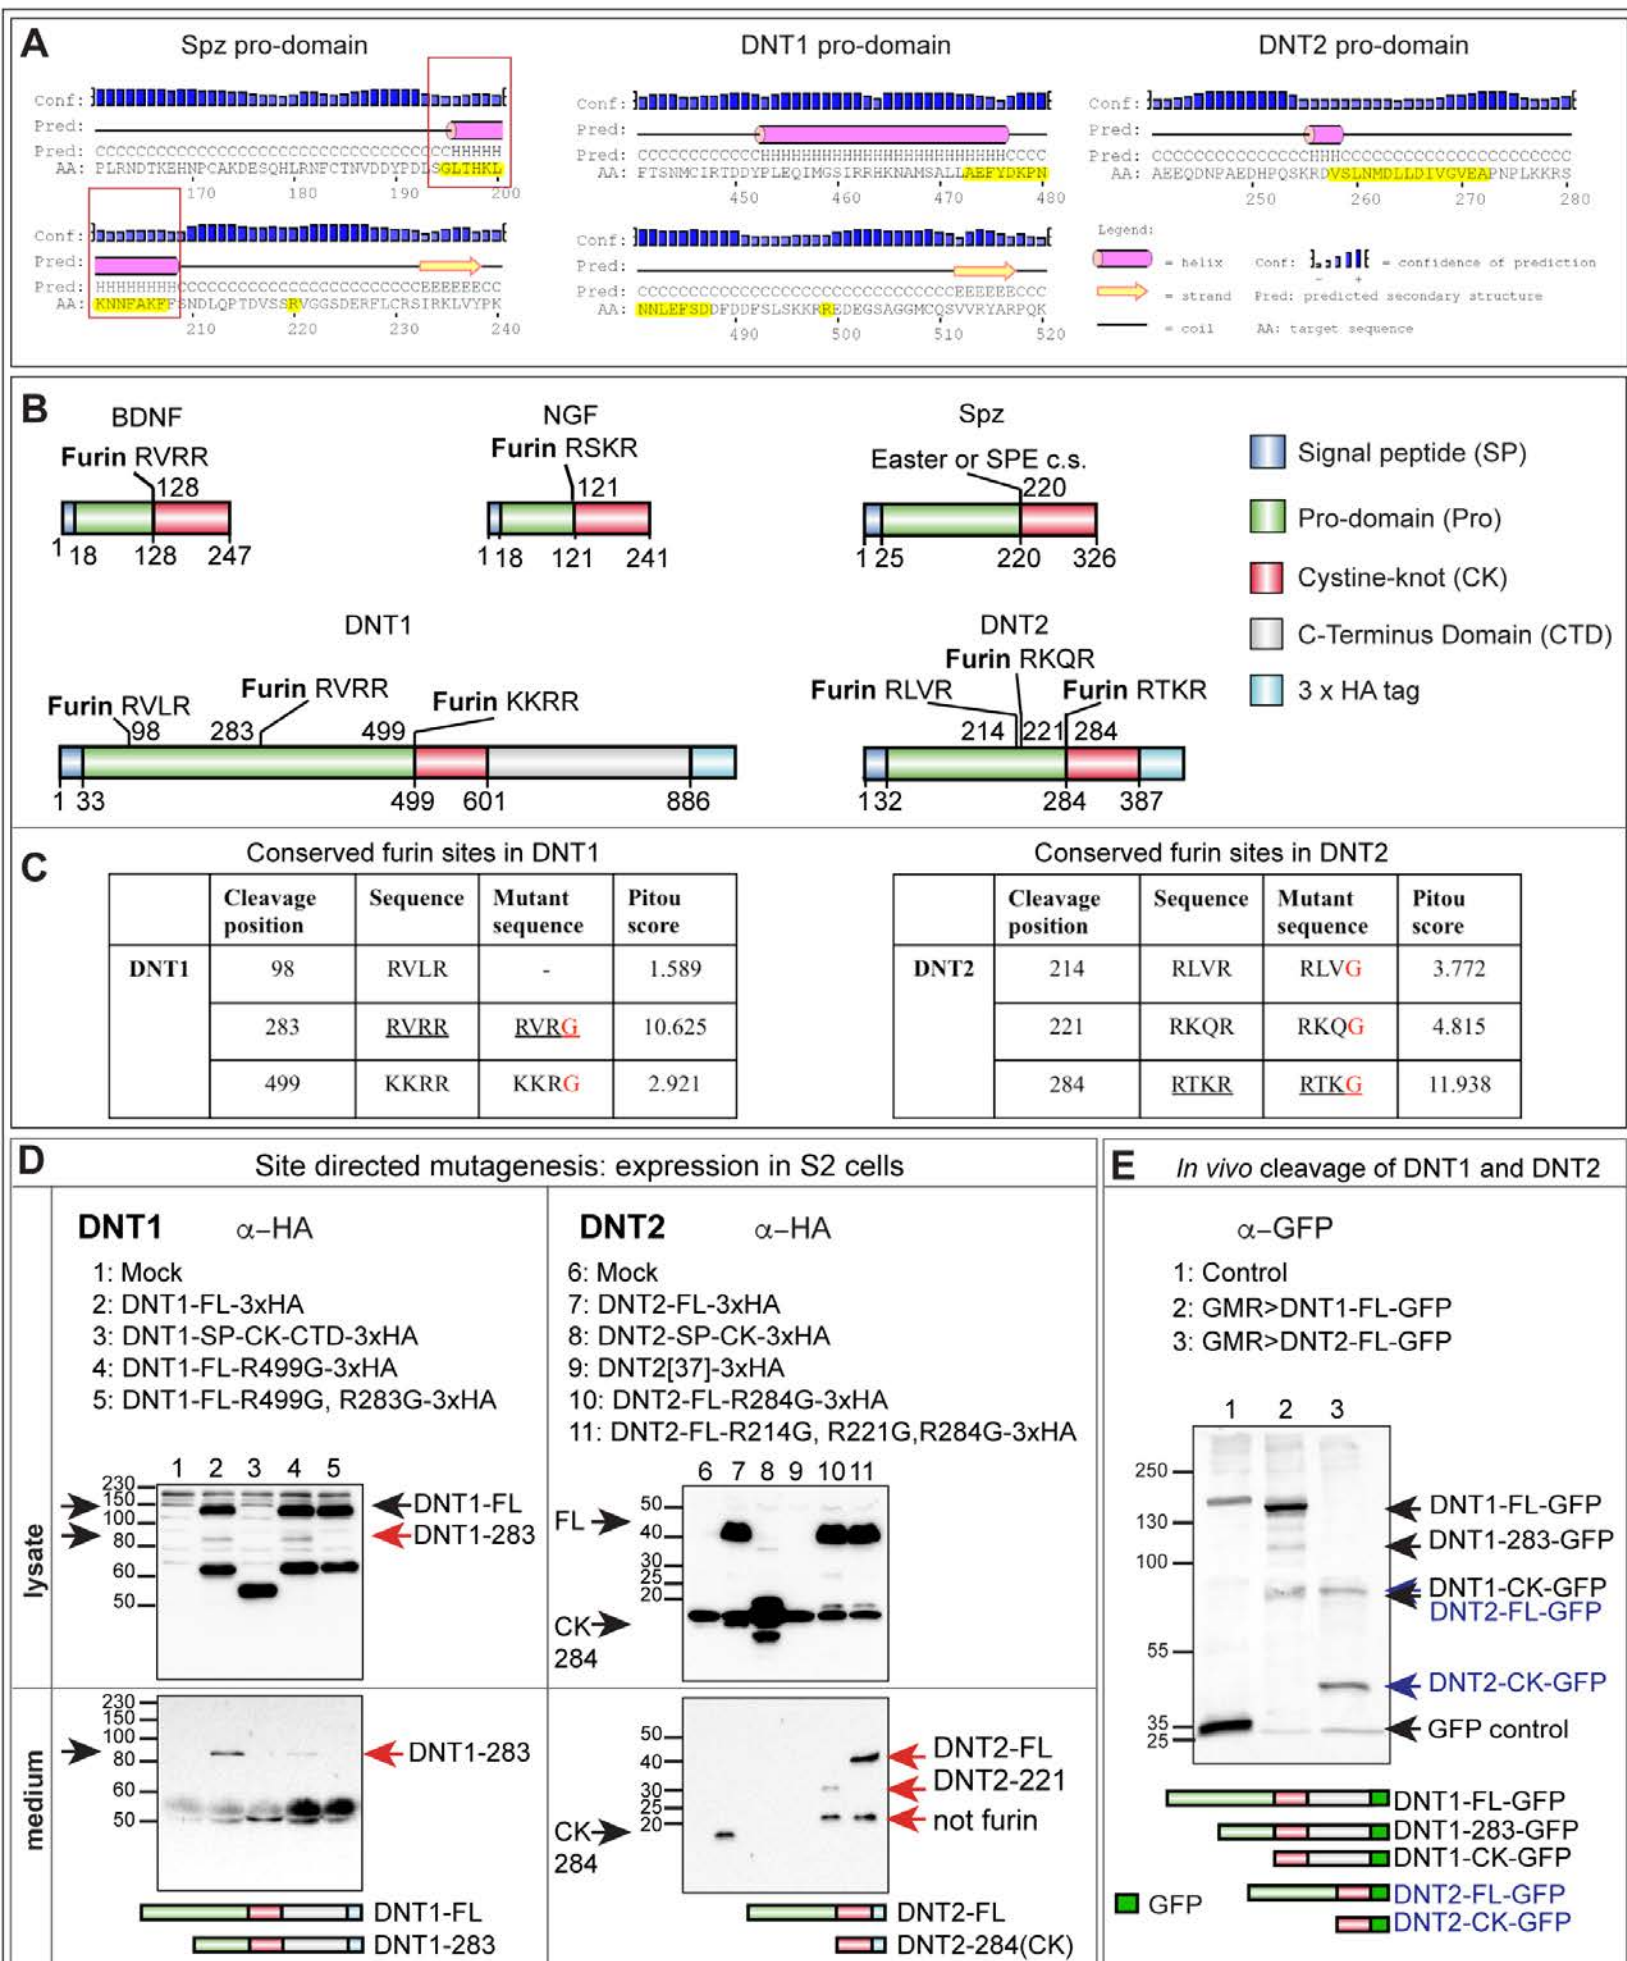 A
Spz pro-domain
DNT1 pro-domain
DNT2 pro-domain
Conf:
Pred:
Pred: CCCCCCCCCCCCCCCCCCCCCCCCCCCCCCCCCCCHHHHH
AA: PLRNDTKEHNPCAKDESQHLRNFCTNVDDYPDLSGLTHKL
170 190 200
Conf:
Pred:
Pred: HHHHHHHHCCCCCCCCCCCCCCCCCCCCCCCCEEEEEECC
AA: KNNFAKFFSNDLQPTDVSSRVGGSDERFLCRSIRKLVYPK
210 220 230 240
Conf:
Pred:
Pred: CCCCCCCCCCCCHHHHHHHHHHHHHHHHHHHHHHHHCCCC
AA: FTSNMCIRTDDYPLEQIMGSIRRHKNAMSALLAEFYDKPN
450 460 470 480
Conf:
Pred:
Pred: CCCCCCCCCCCCCCCCCCCCCCCCCCCCCCCEEEEEECCC
AA: NNLEFSDDFDDFSLSKKRREDEGSAGGMCQSVVRYARPQK
490 500 510 520
Conf:
Pred:
Pred: CCCCCCCCCCCCCCCHHHCCCCCCCCCCCCCCCCCCCCCC
AA: AEEQDNPAEDHPQSKRDVSLNMDLLDIVGVEAPNPLKKRS
250 260 270 280
Legend:
= helix Conf: = confidence of prediction
- +
= strand Pred: predicted secondary structure
= coil AA: target sequence
B
BDNF
Furin RVRR
128
1 18 128 247
NGF
Furin RSKR
121
1 18 121 241
Spz
Easter or SPE c.s.
220
1 25 220 326
Signal peptide (SP)
Pro-domain (Pro)
Cystine-knot (CK)
C-Terminus Domain (CTD)
3 x HA tag
DNT1
Furin RVLR
Furin RVRR
Furin KKRR
98 283 499
1 33 499 601 886
DNT2
Furin RKQR
Furin RLVR
Furin RTKR
214 221 284
1 32 284 387
C
Conserved furin sites in DNT1
Cleavage position Sequence Mutant sequence Pitou score
DNT1 98 RVLR - 1.589
283 RVRR RVRG 10.625
499 KKRR KKRG 2.921
Conserved furin sites in DNT2
Cleavage position Sequence Mutant sequence Pitou score
DNT2 214 RLVR RLVG 3.772
221 RKQR RKQG 4.815
284 RTKR RTKG 11.938
D
Site directed mutagenesis: expression in S2 cells
DNT1 α–HA
1: Mock
2: DNT1-FL-3xHA
3: DNT1-SP-CK-CTD-3xHA
4: DNT1-FL-R499G-3xHA
5: DNT1-FL-R499G, R283G-3xHA
DNT2 α–HA
6: Mock
7: DNT2-FL-3xHA
8: DNT2-SP-CK-3xHA
9: DNT2[37]-3xHA
10: DNT2-FL-R284G-3xHA
11: DNT2-FL-R214G, R221G,R284G-3xHA
lysate
1 2 3 4 5
230
150
100
80
60
50
DNT1-FL
DNT1-283
6 7 8 9 10 11
FL
50
40
30
25
20
CK
284
medium
230
150
100
80
60
50
DNT1-283
50
40
30
25
20
CK
284
DNT2-FL
DNT2-221
not furin
DNT1-FL
DNT1-283
DNT2-FL
DNT2-284(CK)
E
In vivo cleavage of DNT1 and DNT2
α–GFP
1: Control
2: GMR>DNT1-FL-GFP
3: GMR>DNT2-FL-GFP
1 2 3
250
130
100
55
35
25
DNT1-FL-GFP
DNT1-283-GFP
DNT1-CK-GFP
DNT2-FL-GFP
DNT2-CK-GFP
GFP control
DNT1-FL-GFP
DNT1-283-GFP
DNT1-CK-GFP
DNT2-FL-GFP
DNT2-CK-GFP
GFP